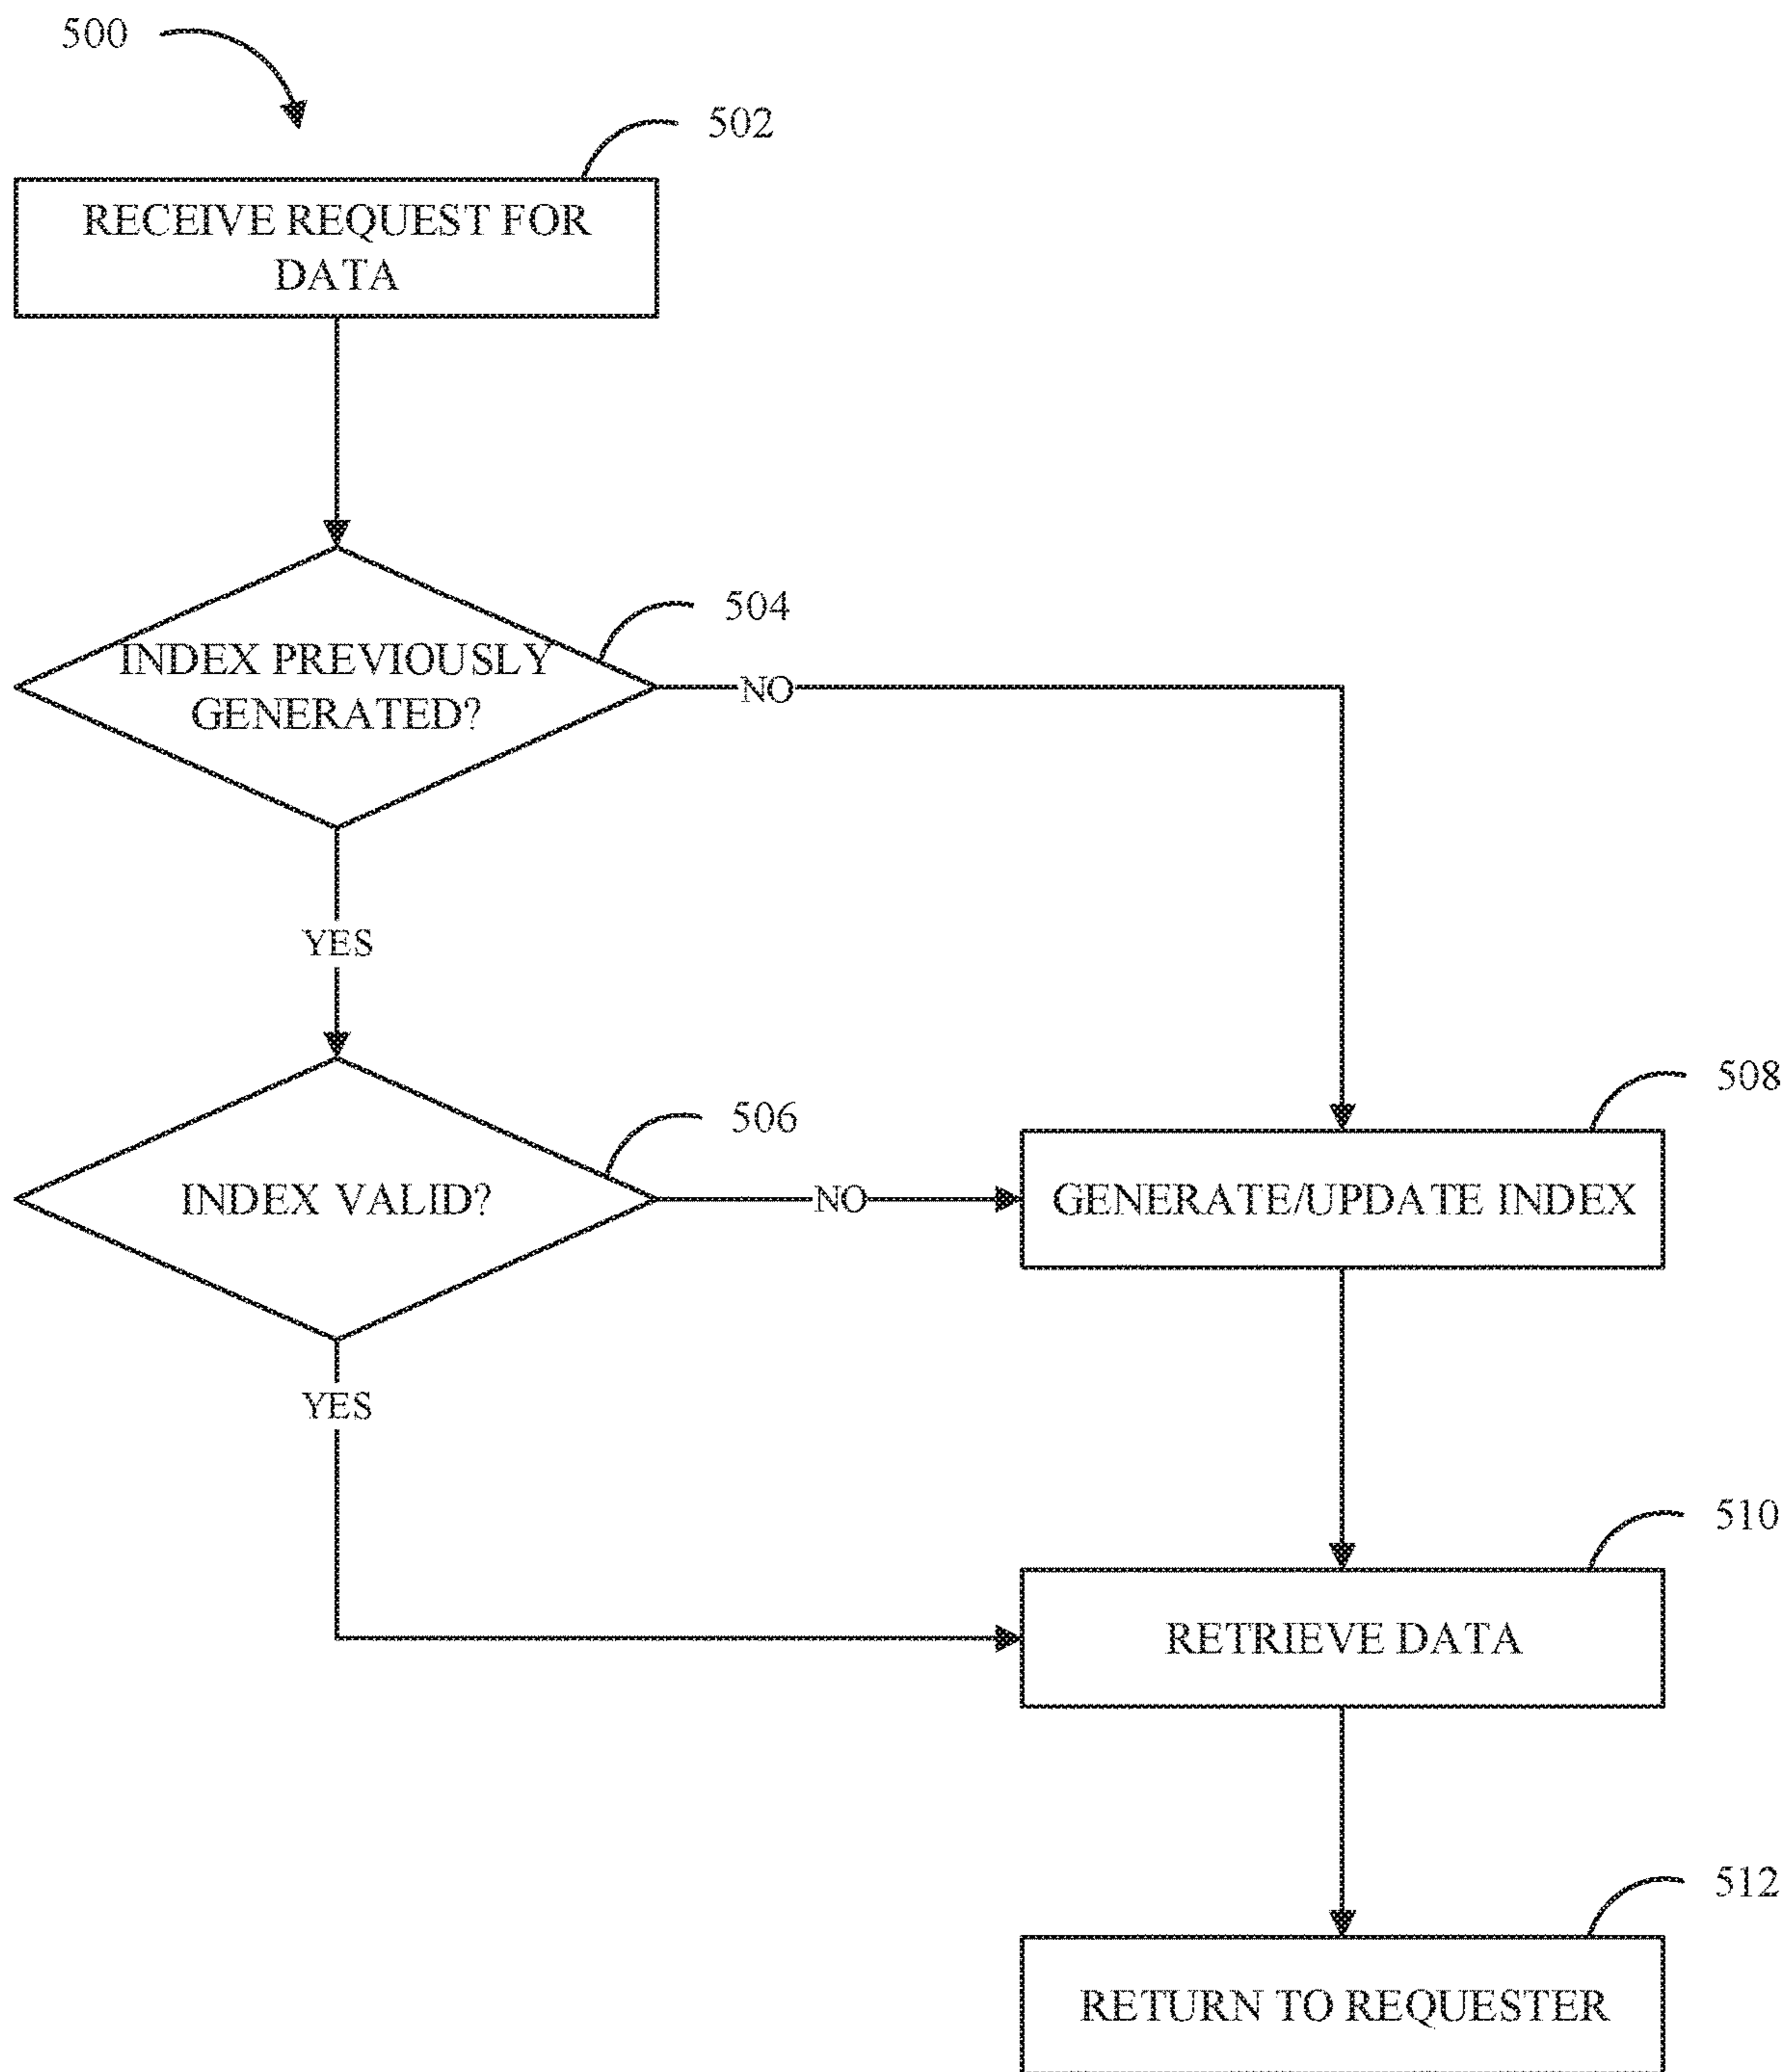 500
502
RECEIVE REQUEST FOR
DATA
504
INDEX PREVIOUSLY
GENERATED?
NO
YES
506
INDEX VALID?
NO
508
GENERATE/UPDATE INDEX
YES
510
RETRIEVE DATA
512
RETURN TO REQUESTER